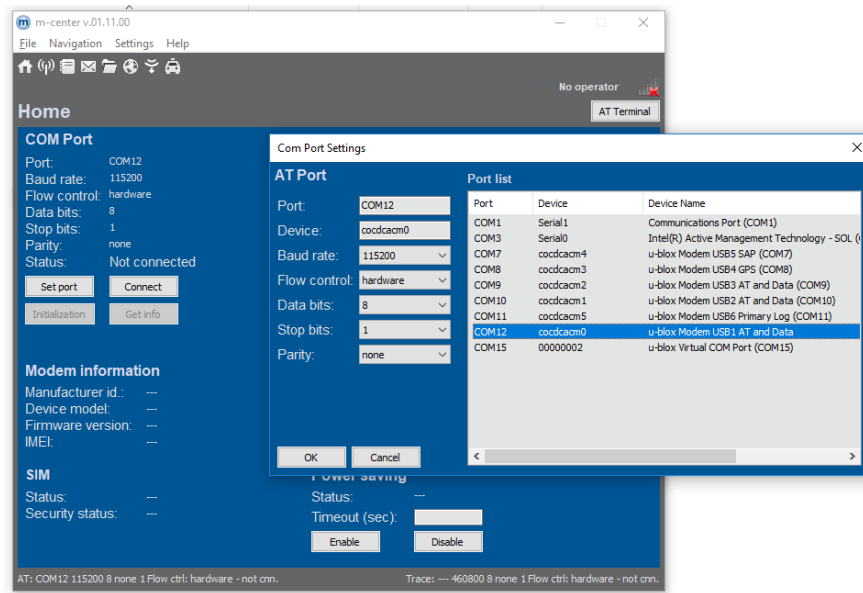 m-center v.01.11.00
File Navigation Settings Help
No operator
Home
AT Terminal
COM Port
Port: COM12
Baud rate: 115200
Flow control: hardware
Data bits: 8
Stop bits: 1
Parity: none
Status: Not connected
Set port Connect
Initialization Get info
Modem information
Manufacturer id.: ---
Device model: ---
Firmware version: ---
IMEI: ---
SIM
Status: ---
Security status: ---
Power saving
Status: ---
Timeout (sec):
Enable Disable
AT: COM12 115200 8 none 1 Flow ctrl: hardware - not cnn.
Trace: --- 460800 8 none 1 Flow ctrl: hardware - not cnn.
Com Port Settings
AT Port
Port: COM12
Device: cocdcacm0
Baud rate: 115200
Flow control: hardware
Data bits: 8
Stop bits: 1
Parity: none
OK Cancel
Port list
Port Device Device Name
COM1 Serial1 Communications Port (COM1)
COM3 Serial0 Intel(R) Active Management Technology - SOL (
COM7 cocdcacm4 u-blox Modem USB5 SAP (COM7)
COM8 cocdcacm3 u-blox Modem USB4 GPS (COM8)
COM9 cocdcacm2 u-blox Modem USB3 AT and Data (COM9)
COM10 cocdcacm1 u-blox Modem USB2 AT and Data (COM10)
COM11 cocdcacm5 u-blox Modem USB6 Primary Log (COM11)
COM12 cocdcacm0 u-blox Modem USB1 AT and Data
COM15 00000002 u-blox Virtual COM Port (COM15)